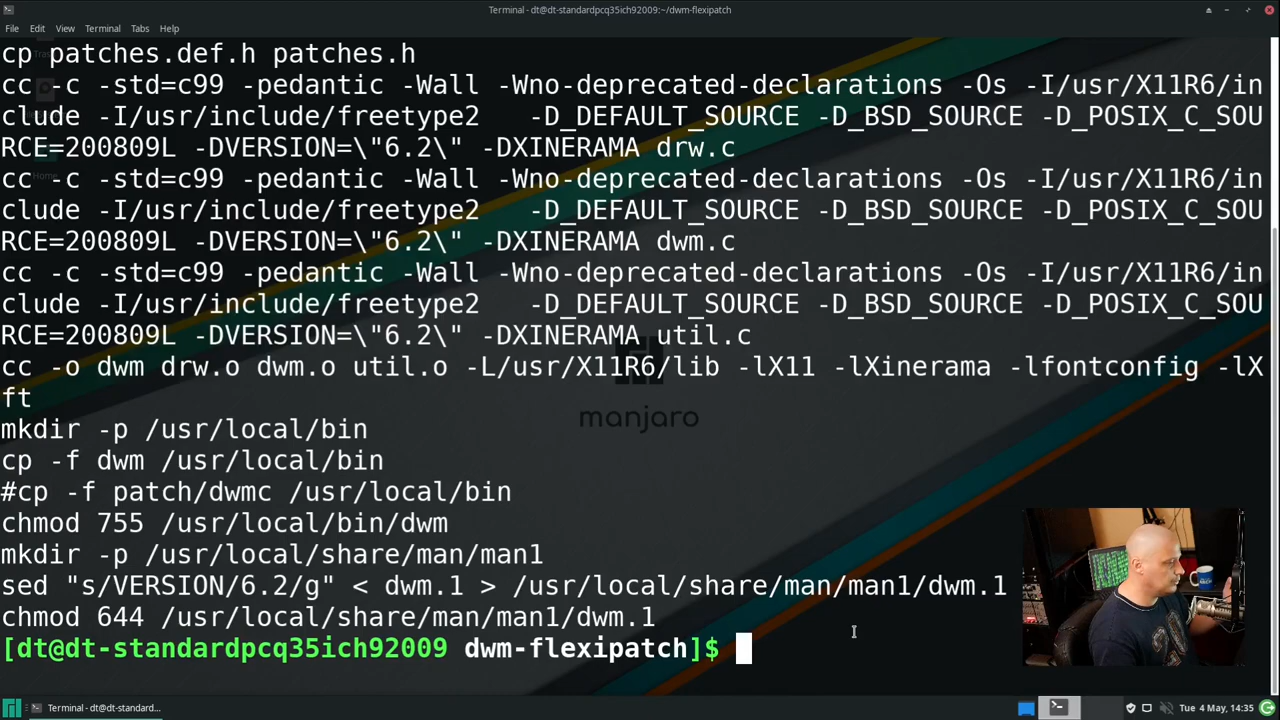 Terminal - dt@dt-standardpcq35ich92009:~/dwm-flexipatch
File Edit View Terminal Tabs Help
cp patches.def.h patches.h
cc -c -std=c99 -pedantic -Wall -Wno-deprecated-declarations -Os -I/usr/X11R6/in
clude -I/usr/include/freetype2   -D_DEFAULT_SOURCE -D_BSD_SOURCE -D_POSIX_C_SOU
RCE=200809L -DVERSION=\"6.2\" -DXINERAMA drw.c
cc -c -std=c99 -pedantic -Wall -Wno-deprecated-declarations -Os -I/usr/X11R6/in
clude -I/usr/include/freetype2   -D_DEFAULT_SOURCE -D_BSD_SOURCE -D_POSIX_C_SOU
RCE=200809L -DVERSION=\"6.2\" -DXINERAMA dwm.c
cc -c -std=c99 -pedantic -Wall -Wno-deprecated-declarations -Os -I/usr/X11R6/in
clude -I/usr/include/freetype2   -D_DEFAULT_SOURCE -D_BSD_SOURCE -D_POSIX_C_SOU
RCE=200809L -DVERSION=\"6.2\" -DXINERAMA util.c
cc -o dwm drw.o dwm.o util.o -L/usr/X11R6/lib -lX11 -lXinerama -lfontconfig -lX
ft
mkdir -p /usr/local/bin
manjaro
cp -f dwm /usr/local/bin
#cp -f patch/dwmc /usr/local/bin
chmod 755 /usr/local/bin/dwm
mkdir -p /usr/local/share/man/man1
sed "s/VERSION/6.2/g" < dwm.1 > /usr/local/share/man/man1/dwm.1
chmod 644 /usr/local/share/man/man1/dwm.1
[dt@dt-standardpcq35ich92009 dwm-flexipatch]$
Terminal - dt@dt-standard...
Tue 4 May, 14:35